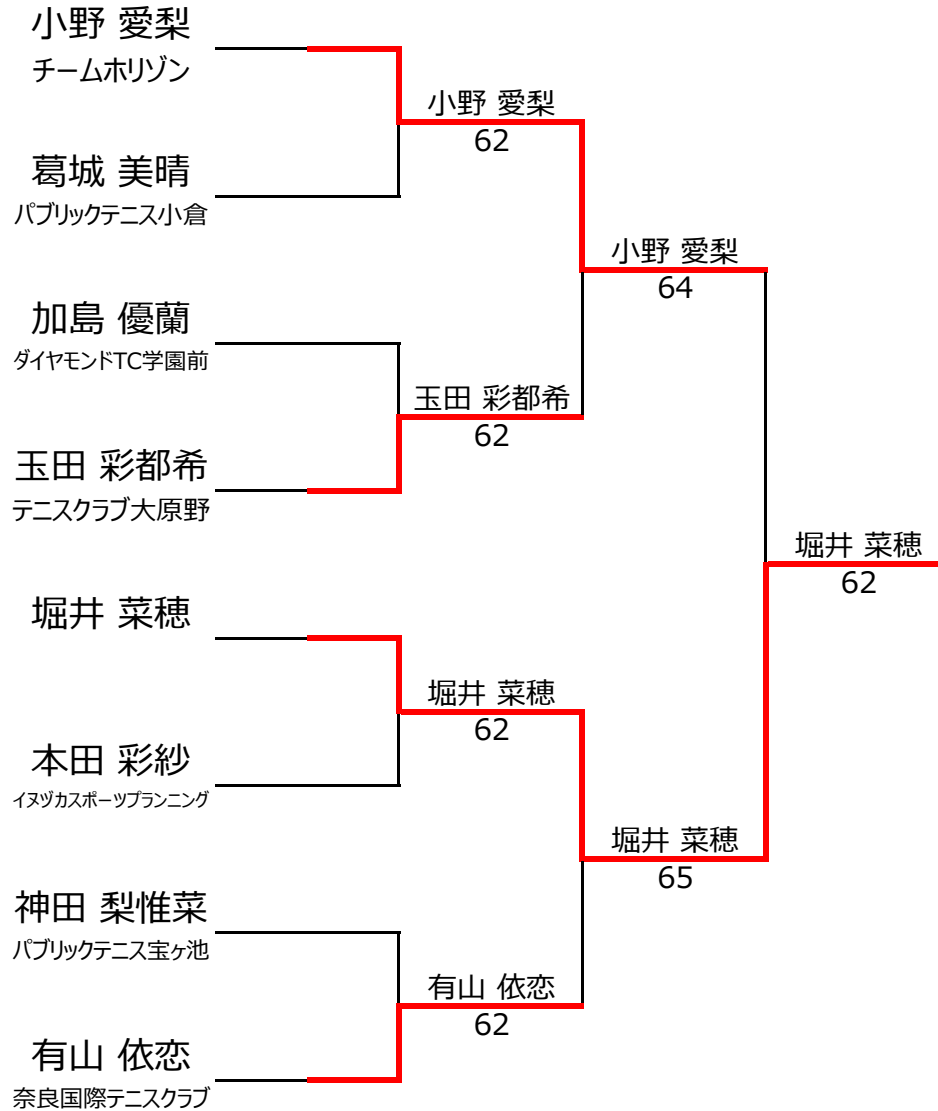 小野 愛梨
チームホリゾン
葛城 美晴
パブリックテニス小倉
加島 優蘭
ダイヤモンドTC学園前
玉田 彩都希
テニスクラブ大原野
堀井 菜穂
本田 彩紗
イヌヅカスポーツプランニング
神田 梨惟菜
パブリックテニス宝ヶ池
有山 依恋
奈良国際テニスクラブ
小野 愛梨
62
玉田 彩都希
62
堀井 菜穂
62
有山 依恋
62
小野 愛梨
64
堀井 菜穂
65
堀井 菜穂
62